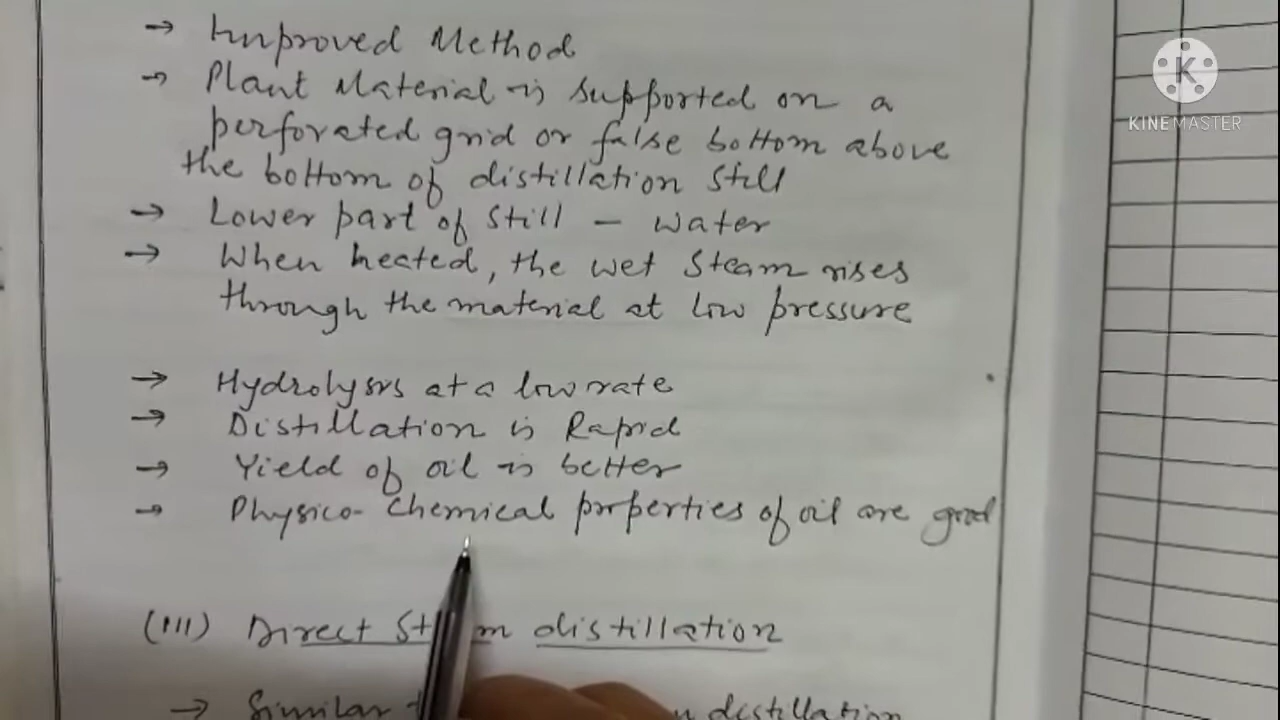 → Improved Method
→ Plant Material is supported on a
perforated grid or false bottom above
the bottom of distillation still
→ Lower part of still – water
→ When heated, the wet steam rises
through the material at low pressure
→ Hydrolysis at a low rate
→ Distillation is Rapid
→ Yield of oil is better
→ Physico-chemical properties of oil are good
(III) Direct St m distillation
→ Similar distillation
K
KINEMASTER